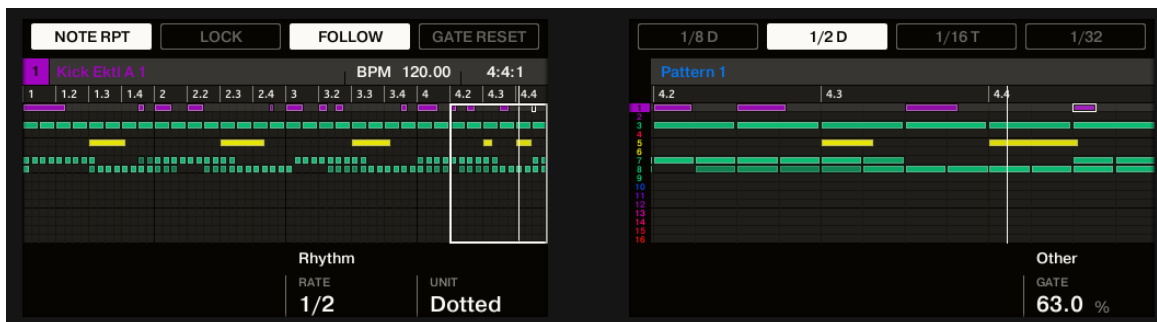 NOTE RPT LOCK FOLLOW GATE RESET
1 Kick Ektl A 1 BPM 120.00 4:4:1
1 1.2 1.3 1.4 2 2.2 2.3 2.4 3 3.2 3.3 3.4 4 4.2 4.3 4.4
Rhythm
RATE UNIT
1/2 Dotted
1/8 D 1/2 D 1/16 T 1/32
Pattern 1
4.2 4.3 4.4
1
2
3
4
5
6
7
8
9
10
11
12
13
14
15
16
Other
GATE
63.0 %